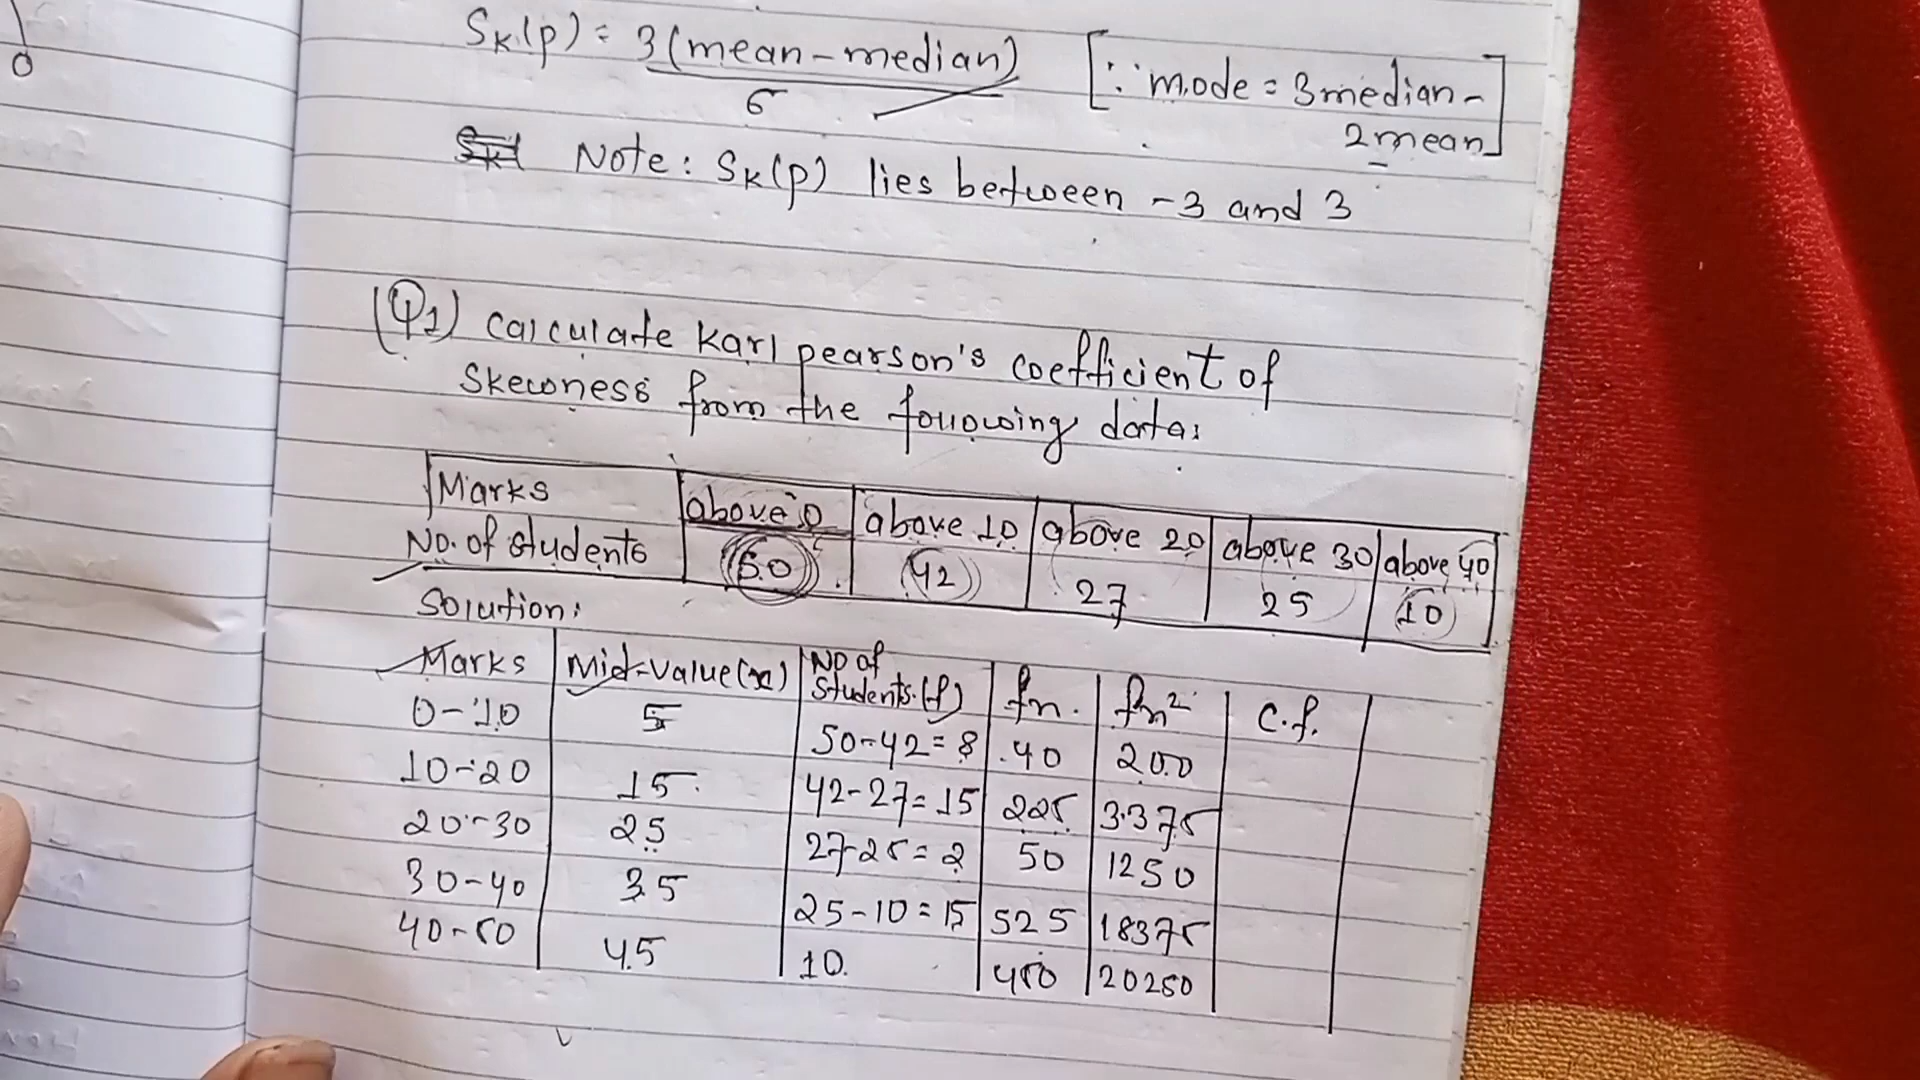 Sk(p) = 3(mean-median)/σ [∵ mode = 3median - 2mean]
Note: Sk(p) lies between -3 and 3
(Q1) calculate Karl pearson's coefficient of
Skewness from the following data:
Marks above 0 above 10 above 20 above 30 above 40
No. of students 50 42 27 25 10
Solution:
Marks Mid-value(x) No of Students (f) fx fx² c.f.
0-10 5 50-42=8 40 200
10-20 15 42-27=15 225 3375
20-30 25 27-25=2 50 1250
30-40 35 25-10=15 525 18375
40-50 45 10 450 20250